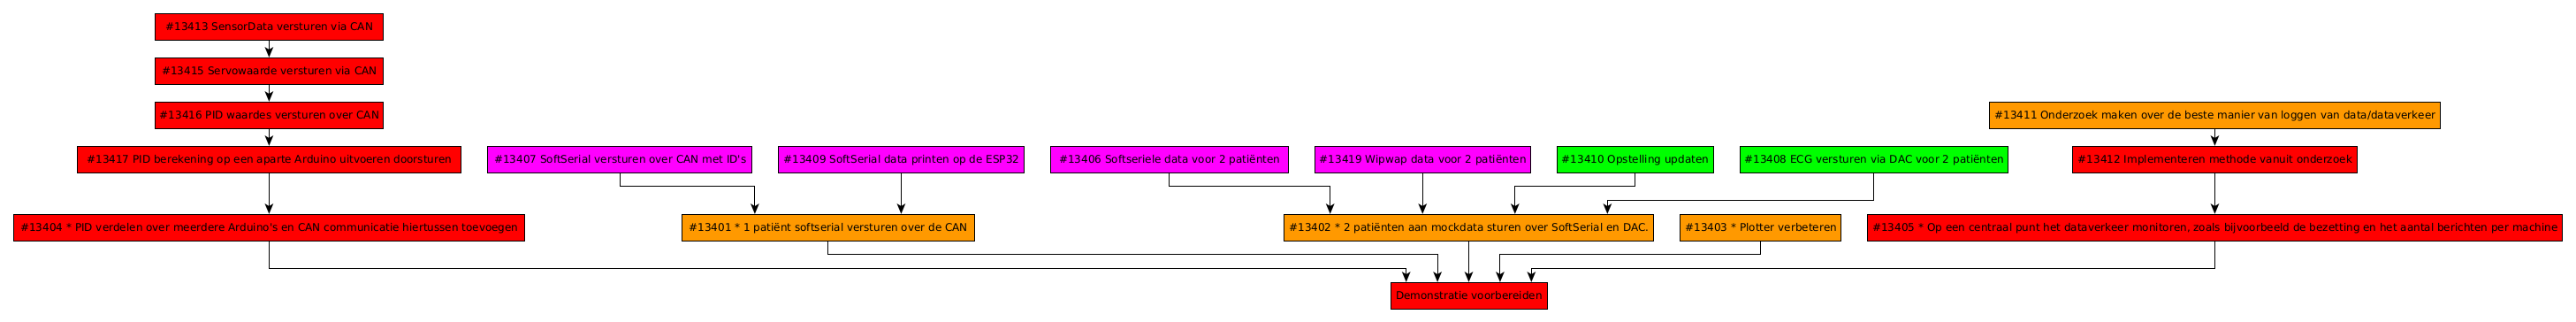 #13413 SensorData versturen via CAN
#13415 Servowaarde versturen via CAN
#13416 PID waardes versturen over CAN
#13411 Onderzoek maken over de beste manier van loggen van data/dataverkeer
#13417 PID berekening op een aparte Arduino uitvoeren doorsturen
#13407 SoftSerial versturen over CAN met ID's
#13409 SoftSerial data printen op de ESP32
#13406 Softseriele data voor 2 patiënten
#13419 Wipwap data voor 2 patiënten
#13410 Opstelling updaten
#13408 ECG versturen via DAC voor 2 patiënten
#13412 Implementeren methode vanuit onderzoek
#13404 * PID verdelen over meerdere Arduino's en CAN communicatie hiertussen toevoegen
#13401 * 1 patiënt softserial versturen over de CAN
#13402 * 2 patiënten aan mockdata sturen over SoftSerial en DAC.
#13403 * Plotter verbeteren
#13405 * Op een centraal punt het dataverkeer monitoren, zoals bijvoorbeeld de bezetting en het aantal berichten per machine
Demonstratie voorbereiden